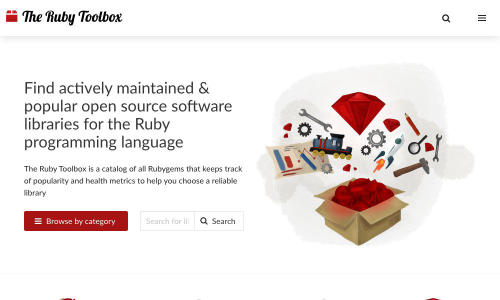 The Ruby Toolbox
Find actively maintained &
popular open source software
libraries for the Ruby
programming language
The Ruby Toolbox is a catalog of all Rubygems that keeps track
of popularity and health metrics to help you choose a reliable
library
Browse by category
Search for li
Search